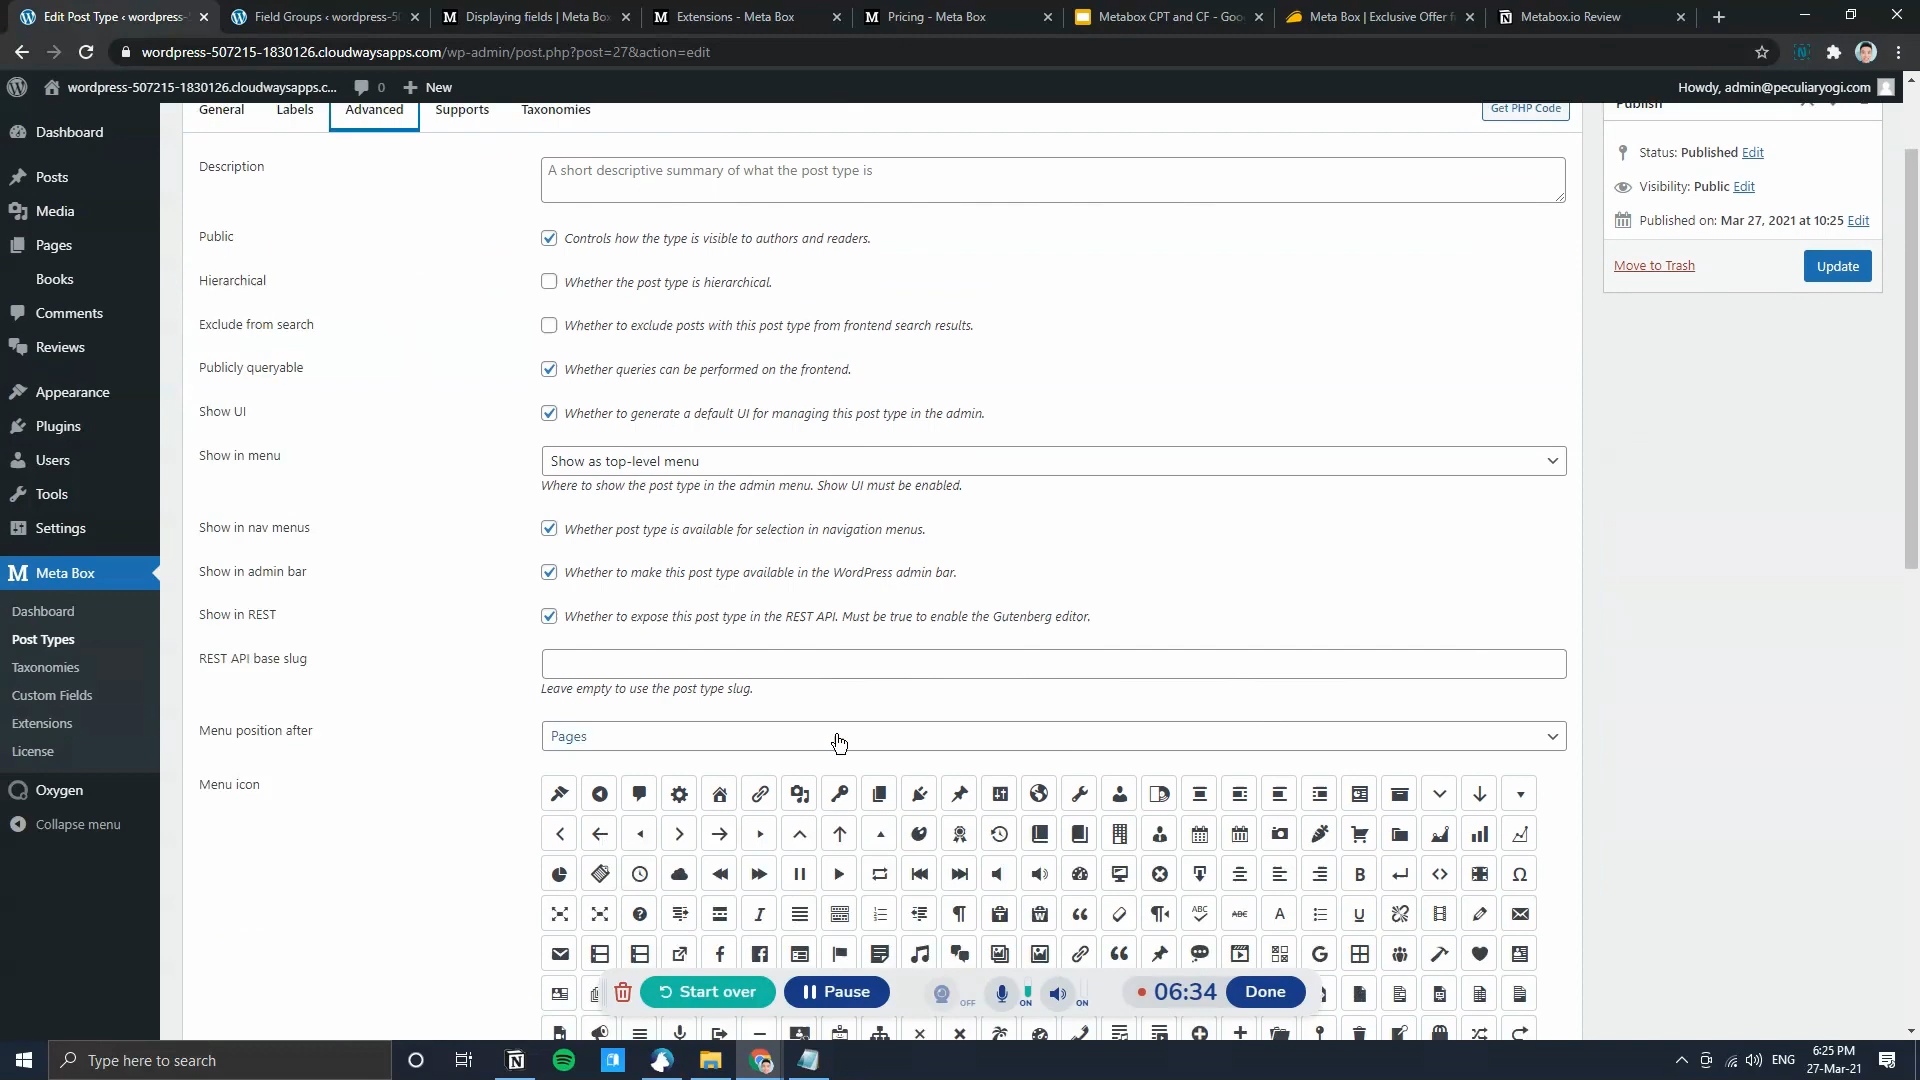 Edit Post Type ‹ wordpress-
Field Groups ‹ wordpress-50
Displaying fields | Meta Box
Extensions - Meta Box
Pricing - Meta Box
Metabox CPT and CF - Goo
Meta Box | Exclusive Offer f
Metabox.io Review
wordpress-507215-1830126.cloudwaysapps.com/wp-admin/post.php?post=27&action=edit
wordpress-507215-1830126.cloudwaysapps.c...
0
New
Howdy, admin@peculiaryogi.com
Dashboard
Posts
Media
Pages
Books
Comments
Reviews
Appearance
Plugins
Users
Tools
Settings
Meta Box
Dashboard
Post Types
Taxonomies
Custom Fields
Extensions
License
Oxygen
Collapse menu
General
Labels
Advanced
Supports
Taxonomies
Get PHP Code
Description
A short descriptive summary of what the post type is
Public
Controls how the type is visible to authors and readers.
Hierarchical
Whether the post type is hierarchical.
Exclude from search
Whether to exclude posts with this post type from frontend search results.
Publicly queryable
Whether queries can be performed on the frontend.
Show UI
Whether to generate a default UI for managing this post type in the admin.
Show in menu
Show as top-level menu
Where to show the post type in the admin menu. Show UI must be enabled.
Show in nav menus
Whether post type is available for selection in navigation menus.
Show in admin bar
Whether to make this post type available in the WordPress admin bar.
Show in REST
Whether to expose this post type in the REST API. Must be true to enable the Gutenberg editor.
REST API base slug
Leave empty to use the post type slug.
Menu position after
Pages
Menu icon
Publish
Status: Published Edit
Visibility: Public Edit
Published on: Mar 27, 2021 at 10:25 Edit
Move to Trash
Update
Start over
Pause
OFF
ON
ON
06:34
Done
Type here to search
ENG
6:25 PM
27-Mar-21